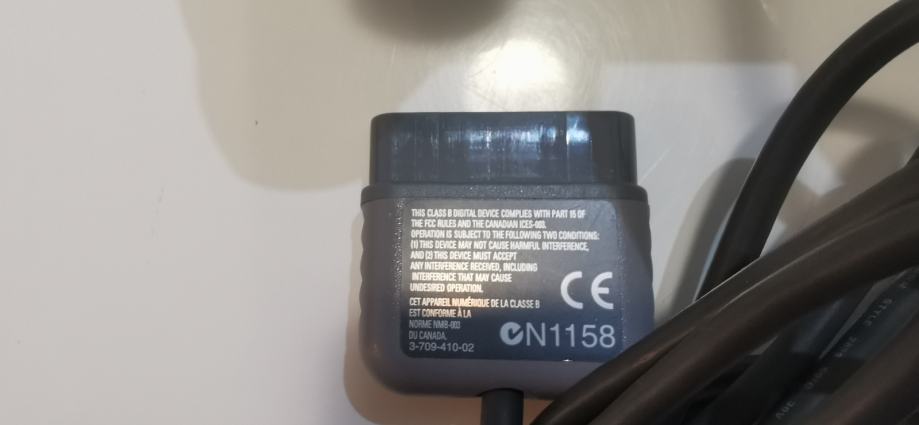 THIS CLASS B DIGITAL DEVICE COMPLIES WITH PART 15 OF
THE FCC RULES AND THE CANADIAN ICES-003.
OPERATION IS SUBJECT TO THE FOLLOWING TWO CONDITIONS:
(1) THIS DEVICE MAY NOT CAUSE HARMFUL INTERFERENCE,
AND (2) THIS DEVICE MUST ACCEPT
ANY INTERFERENCE RECEIVED, INCLUDING
INTERFERENCE THAT MAY CAUSE
UNDESIRED OPERATION.
CET APPAREIL NUMÉRIQUE DE LA CLASSE B
EST CONFORME À LA
NORME NMB-003
DU CANADA.
3-709-410-02
CE
N1158
STYLE